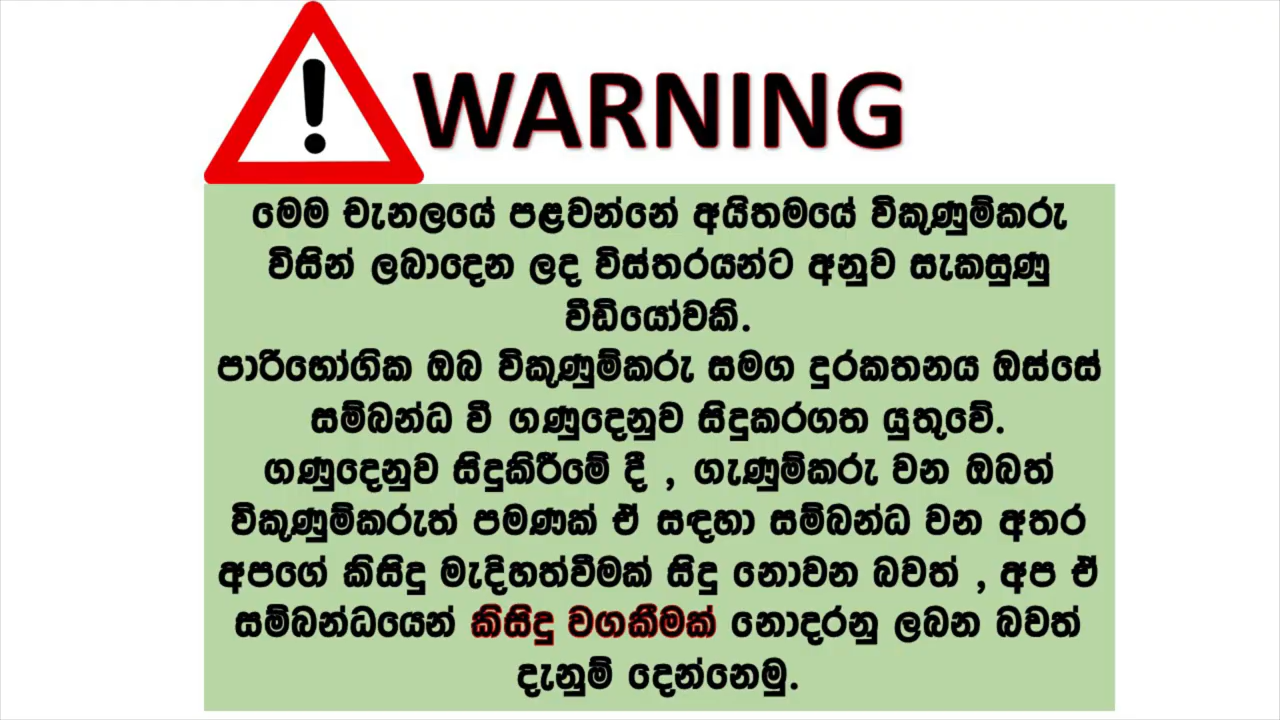 WARNING
මෙම චැනලයේ පළවන්නේ අයිතමයේ විකුණුම්කරු
විසින් ලබාදෙන ලද විස්තරයන්ට අනුව සැකසුණු
වීඩියෝවකි.
පාරිභෝගික ඔබ විකුණුම්කරු සමග දුරකතනය ඔස්සේ
සම්බන්ධ වී ගණුදෙනුව සිදුකරගත යුතුවේ.
ගණුදෙනුව සිදුකිරීමේ දී , ගැණුම්කරු වන ඔබත්
විකුණුම්කරුත් පමණක් ඒ සඳහා සම්බන්ධ වන අතර
අපගේ කිසිදු මැදිහත්වීමක් සිදු නොවන බවත් , අප ඒ
සම්බන්ධයෙන් කිසිදු වගකීමක් නොදරනු ලබන බවත්
දැනුම් දෙන්නෙමු.